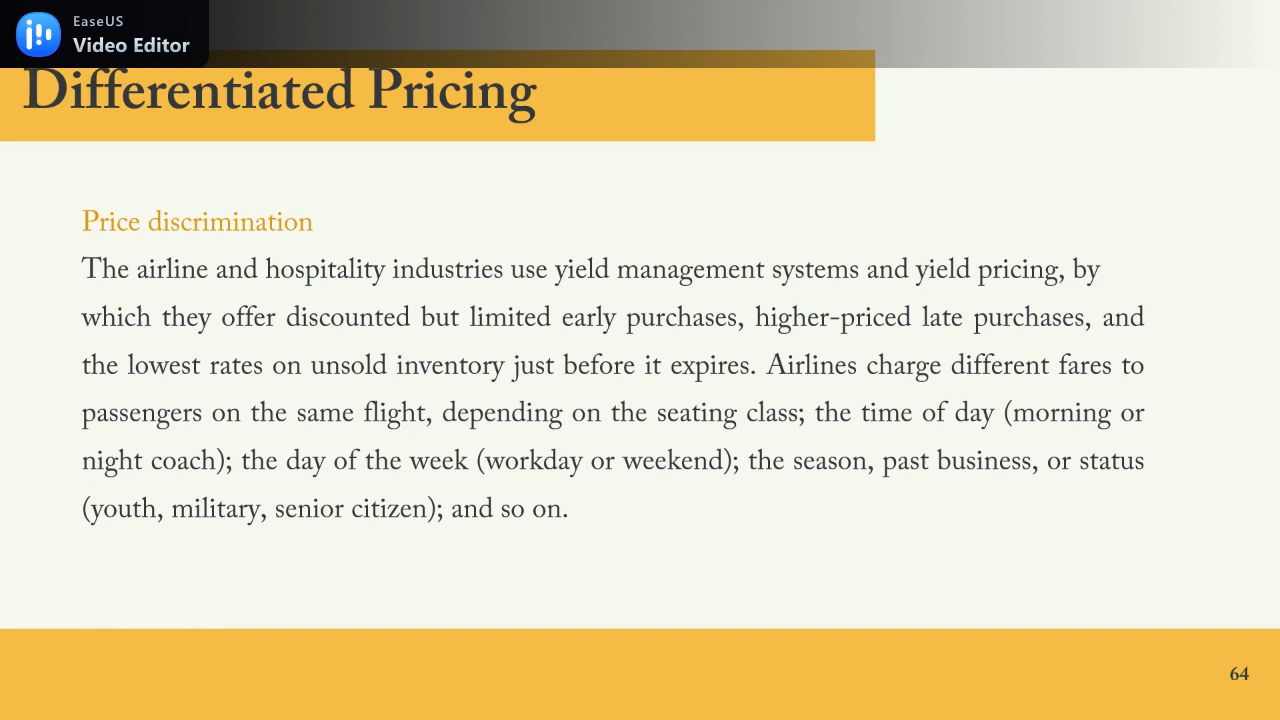 EaseUS
Video Editor
Differentiated Pricing
Price discrimination
The airline and hospitality industries use yield management systems and yield pricing, by
which they offer discounted but limited early purchases, higher-priced late purchases, and
the lowest rates on unsold inventory just before it expires. Airlines charge different fares to
passengers on the same flight, depending on the seating class; the time of day (morning or
night coach); the day of the week (workday or weekend); the season, past business, or status
(youth, military, senior citizen); and so on.
64